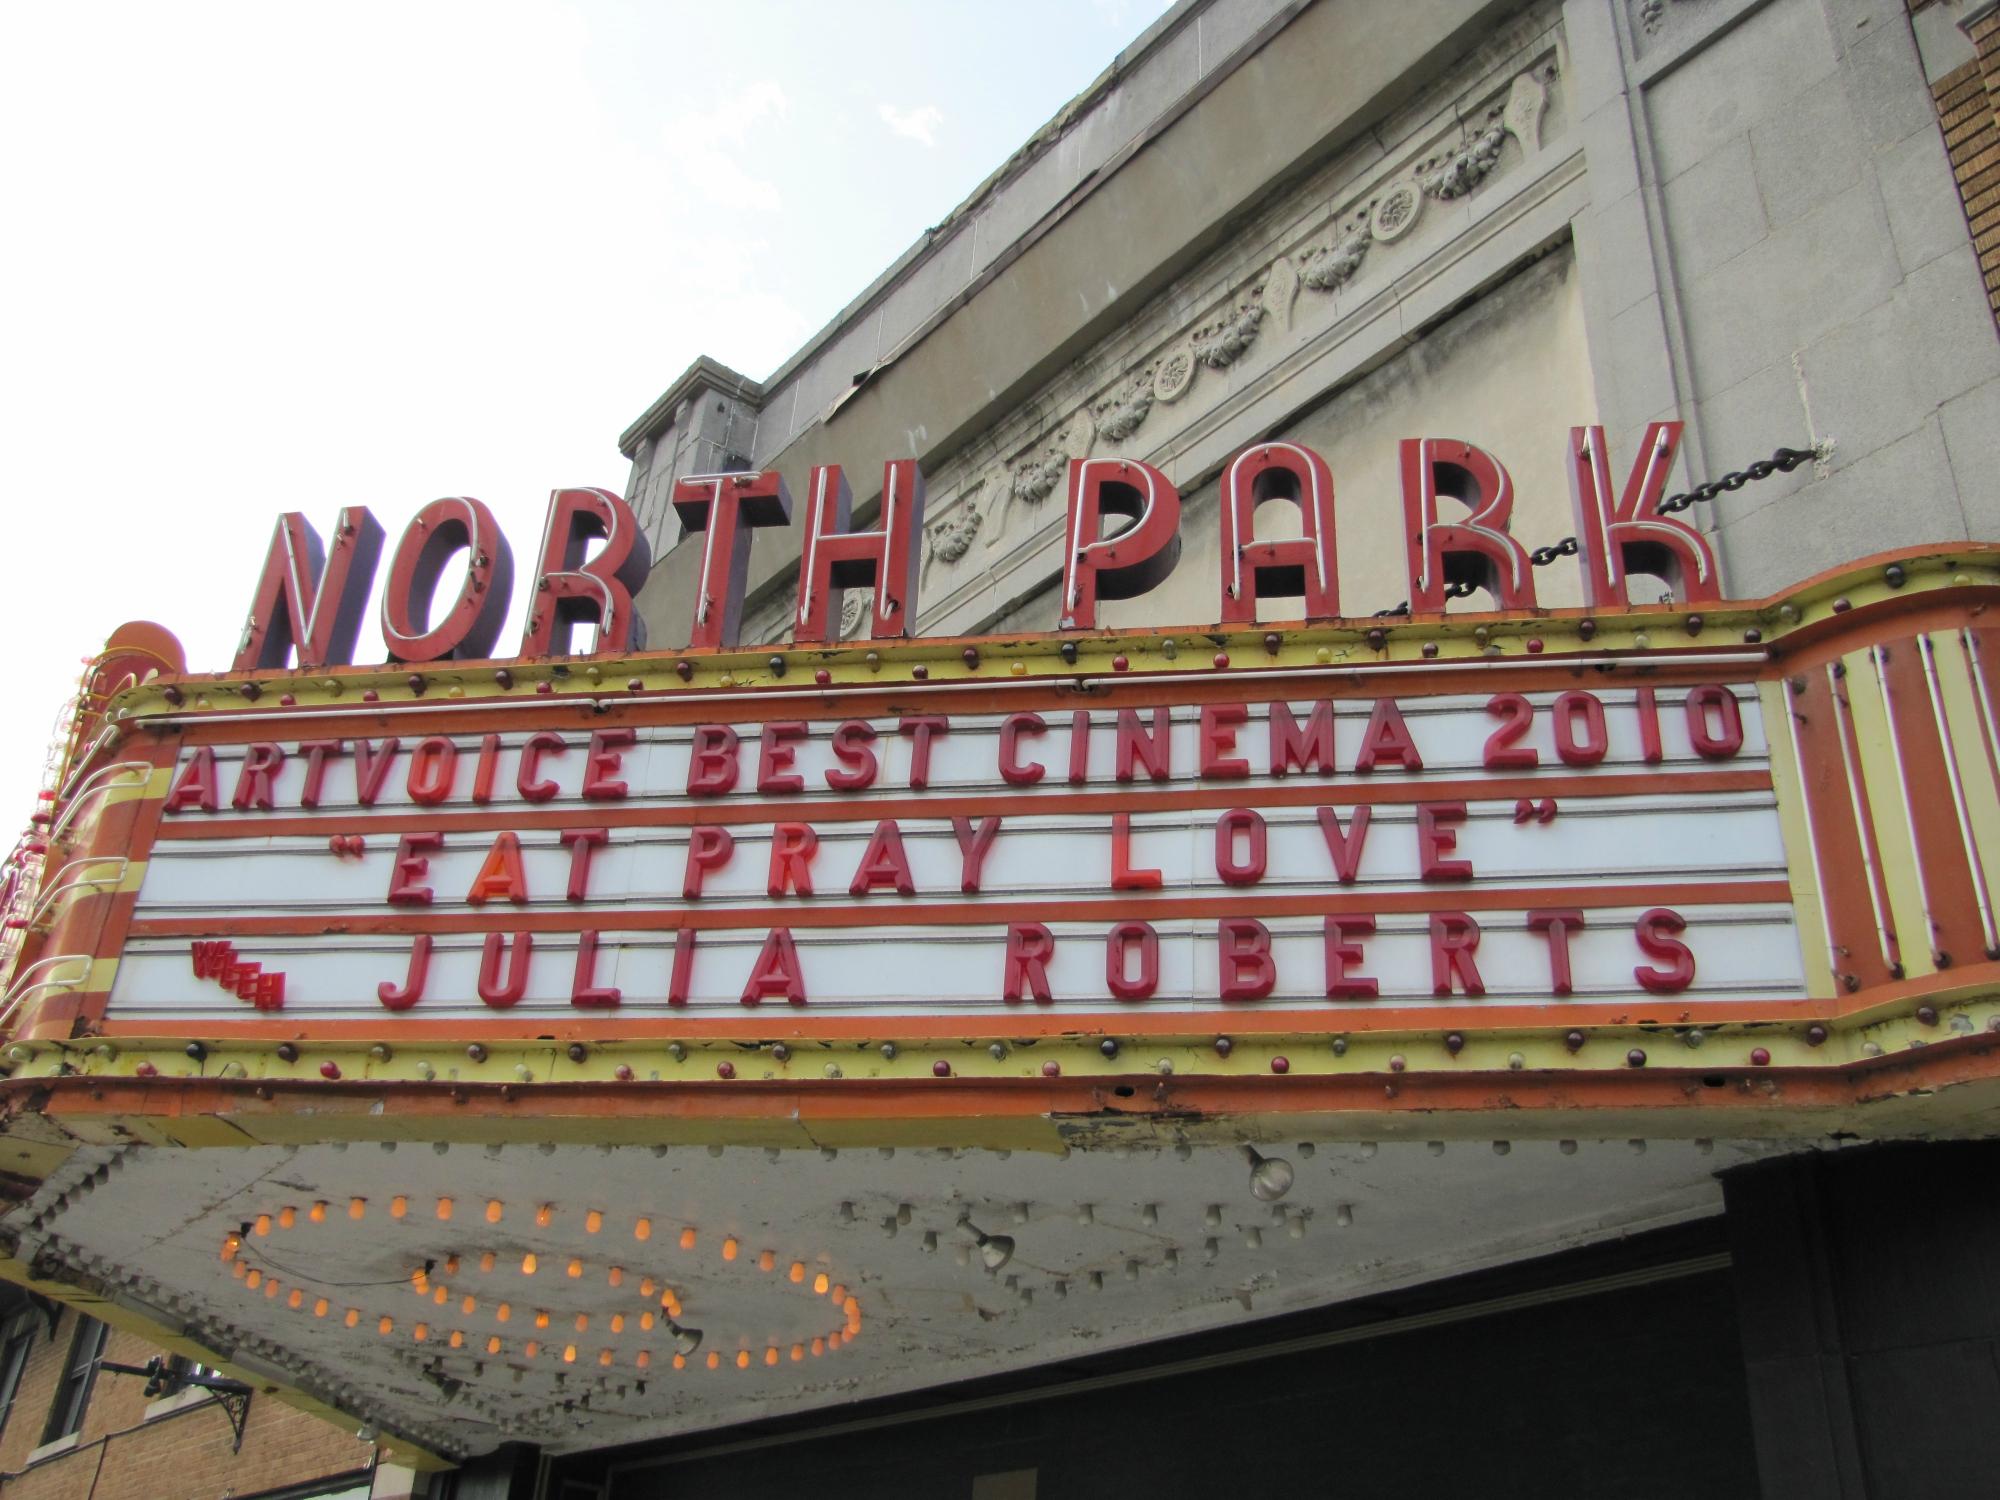 NORTH PARK
ARTVOICE BEST CINEMA 2010
"EAT PRAY LOVE"
WITH JULIA ROBERTS